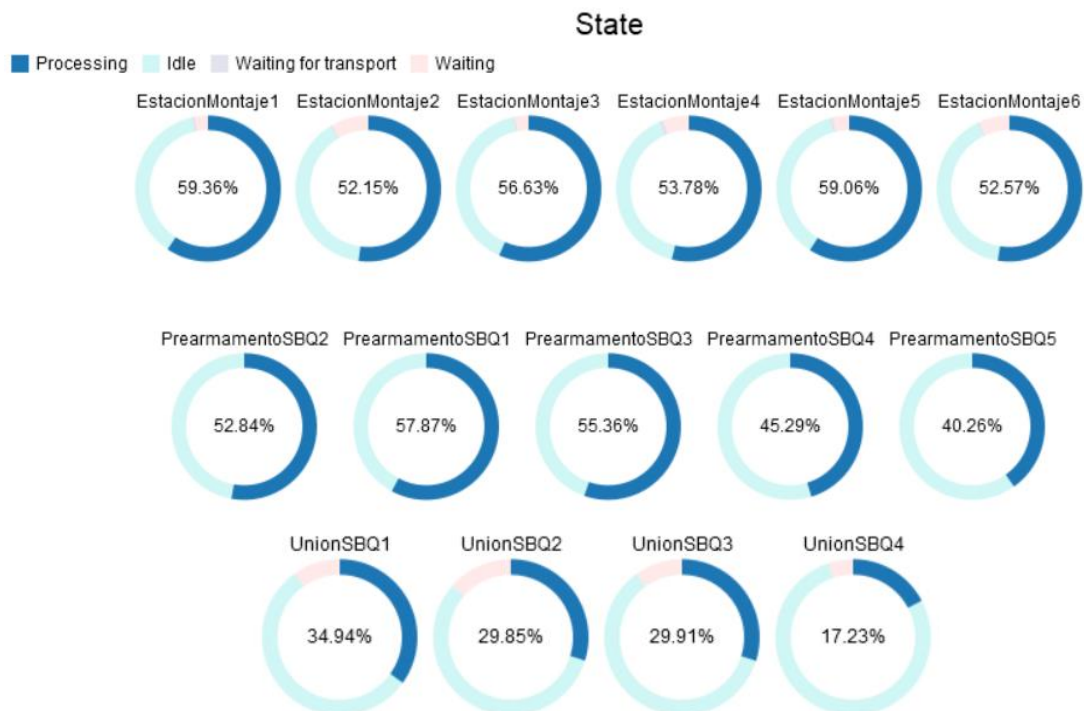 State
Processing Idle Waiting for transport Waiting
EstacionMontaje1 EstacionMontaje2 EstacionMontaje3 EstacionMontaje4 EstacionMontaje5 EstacionMontaje6
59.36% 52.15% 56.63% 53.78% 59.06% 52.57%
PrearmamentoSBQ2 PrearmamentoSBQ1 PrearmamentoSBQ3 PrearmamentoSBQ4 PrearmamentoSBQ5
52.84% 57.87% 55.36% 45.29% 40.26%
UnionSBQ1 UnionSBQ2 UnionSBQ3 UnionSBQ4
34.94% 29.85% 29.91% 17.23%